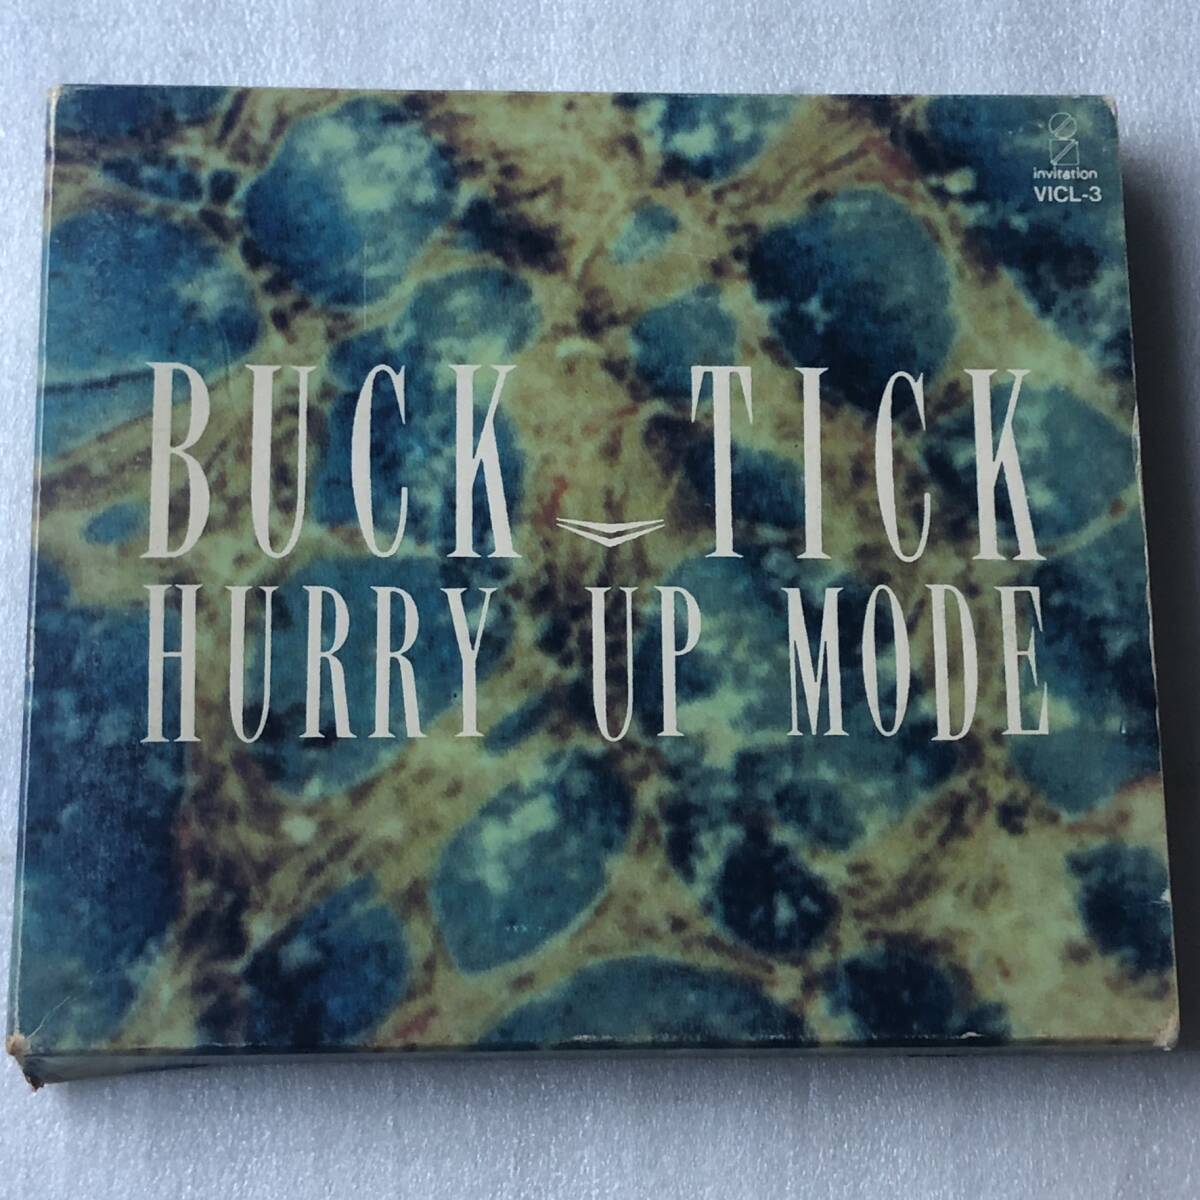 invitation
VICL-3
BUCK TICK
HURRY UP MODE